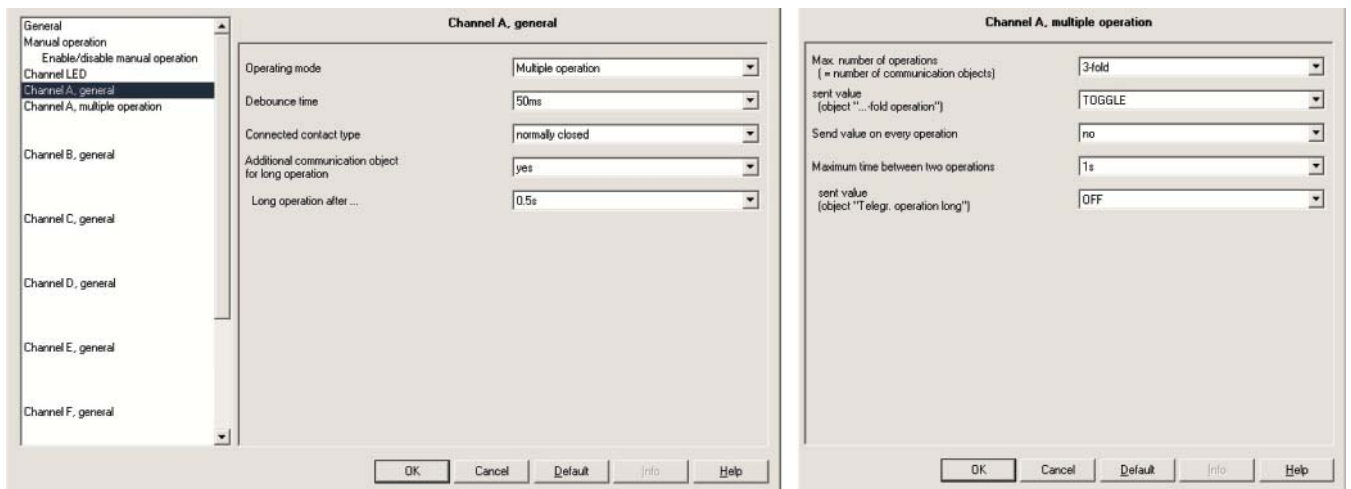 General
Manual operation
Enable/disable manual operation
Channel LED
Channel A, general
Channel A, multiple operation
Channel B, general
Channel C, general
Channel D, general
Channel E, general
Channel F, general
Channel A, general
Operating mode
Multiple operation
Debounce time
50ms
Connected contact type
normally closed
Additional communication object
for long operation
yes
Long operation after ...
0.5s
OK Cancel Default Info Help
Channel A, multiple operation
Max. number of operations
( = number of communication objects)
3-fold
sent value
(object "...-fold operation")
TOGGLE
Send value on every operation
no
Maximum time between two operations
1s
sent value
(object "Telegr. operation long")
OFF
OK Cancel Default Info Help